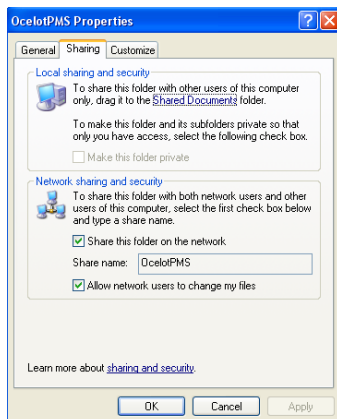 OcelotPMS Properties
General Sharing Customize
Local sharing and security
To share this folder with other users of this computer
only, drag it to the Shared Documents folder.
To make this folder and its subfolders private so that
only you have access, select the following check box.
Make this folder private
Network sharing and security
To share this folder with both network users and other
users of this computer, select the first check box below
and type a share name.
Share this folder on the network
Share name: OcelotPMS
Allow network users to change my files
Learn more about sharing and security.
OK Cancel Apply